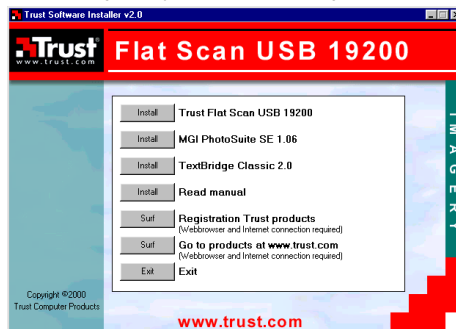 Trust Software Installer v2.0
Trust
www.trust.com
Flat Scan USB 19200
Install Trust Flat Scan USB 19200
Install MGI PhotoSuite SE 1.06
Install TextBridge Classic 2.0
Install Read manual
Surf Registration Trust products
(Webbrowser and Internet connection required)
Surf Go to products at www.trust.com
(Webbrowser and Internet connection required)
Exit Exit
IMAGERY
Copyright ©2000
Trust Computer Products
www.trust.com